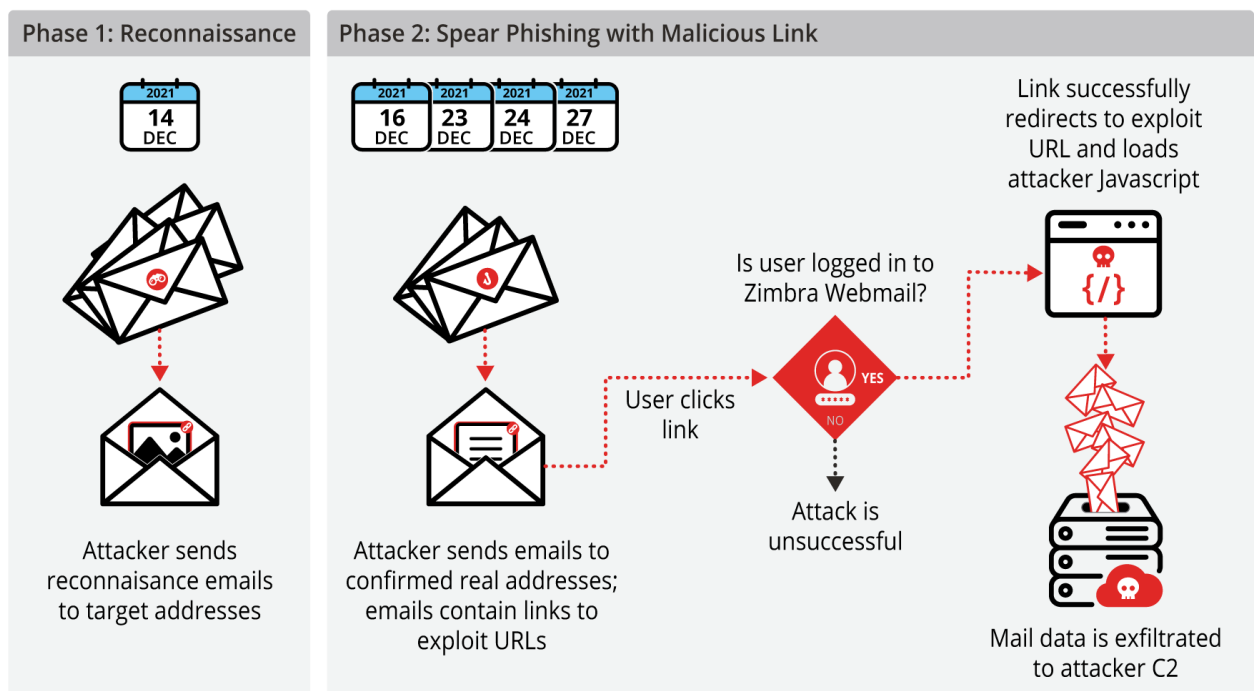 Phase 1: Reconnaissance
2021
14
DEC
Attacker sends
reconnaisance emails
to target addresses
Phase 2: Spear Phishing with Malicious Link
2021
16
DEC
2021
23
DEC
2021
24
DEC
2021
27
DEC
Attacker sends emails to
confirmed real addresses;
emails contain links to
exploit URLs
User clicks
link
Is user logged in to
Zimbra Webmail?
YES
NO
Attack is
unsuccessful
Link successfully
redirects to exploit
URL and loads
attacker Javascript
{/}
Mail data is exfiltrated
to attacker C2